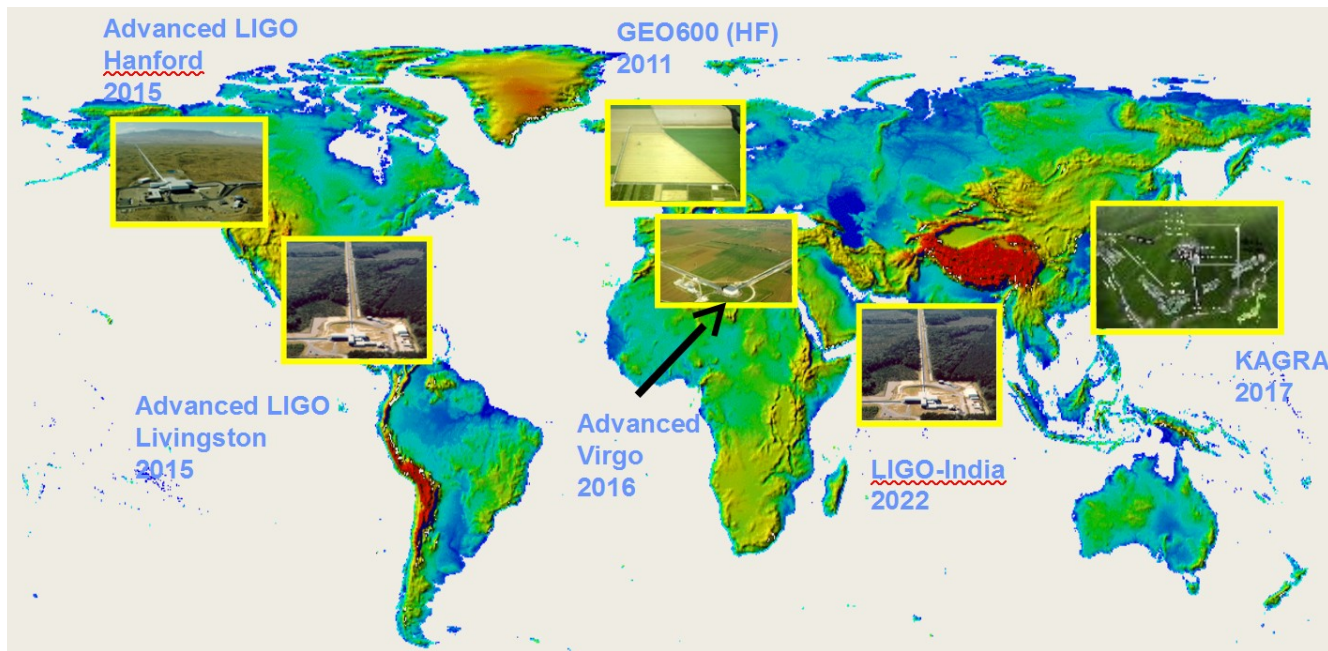 Advanced LIGO
Hanford
2015
GEO600 (HF)
2011
Advanced LIGO
Livingston
2015
Advanced
Virgo
2016
LIGO-India
2022
KAGRA
2017